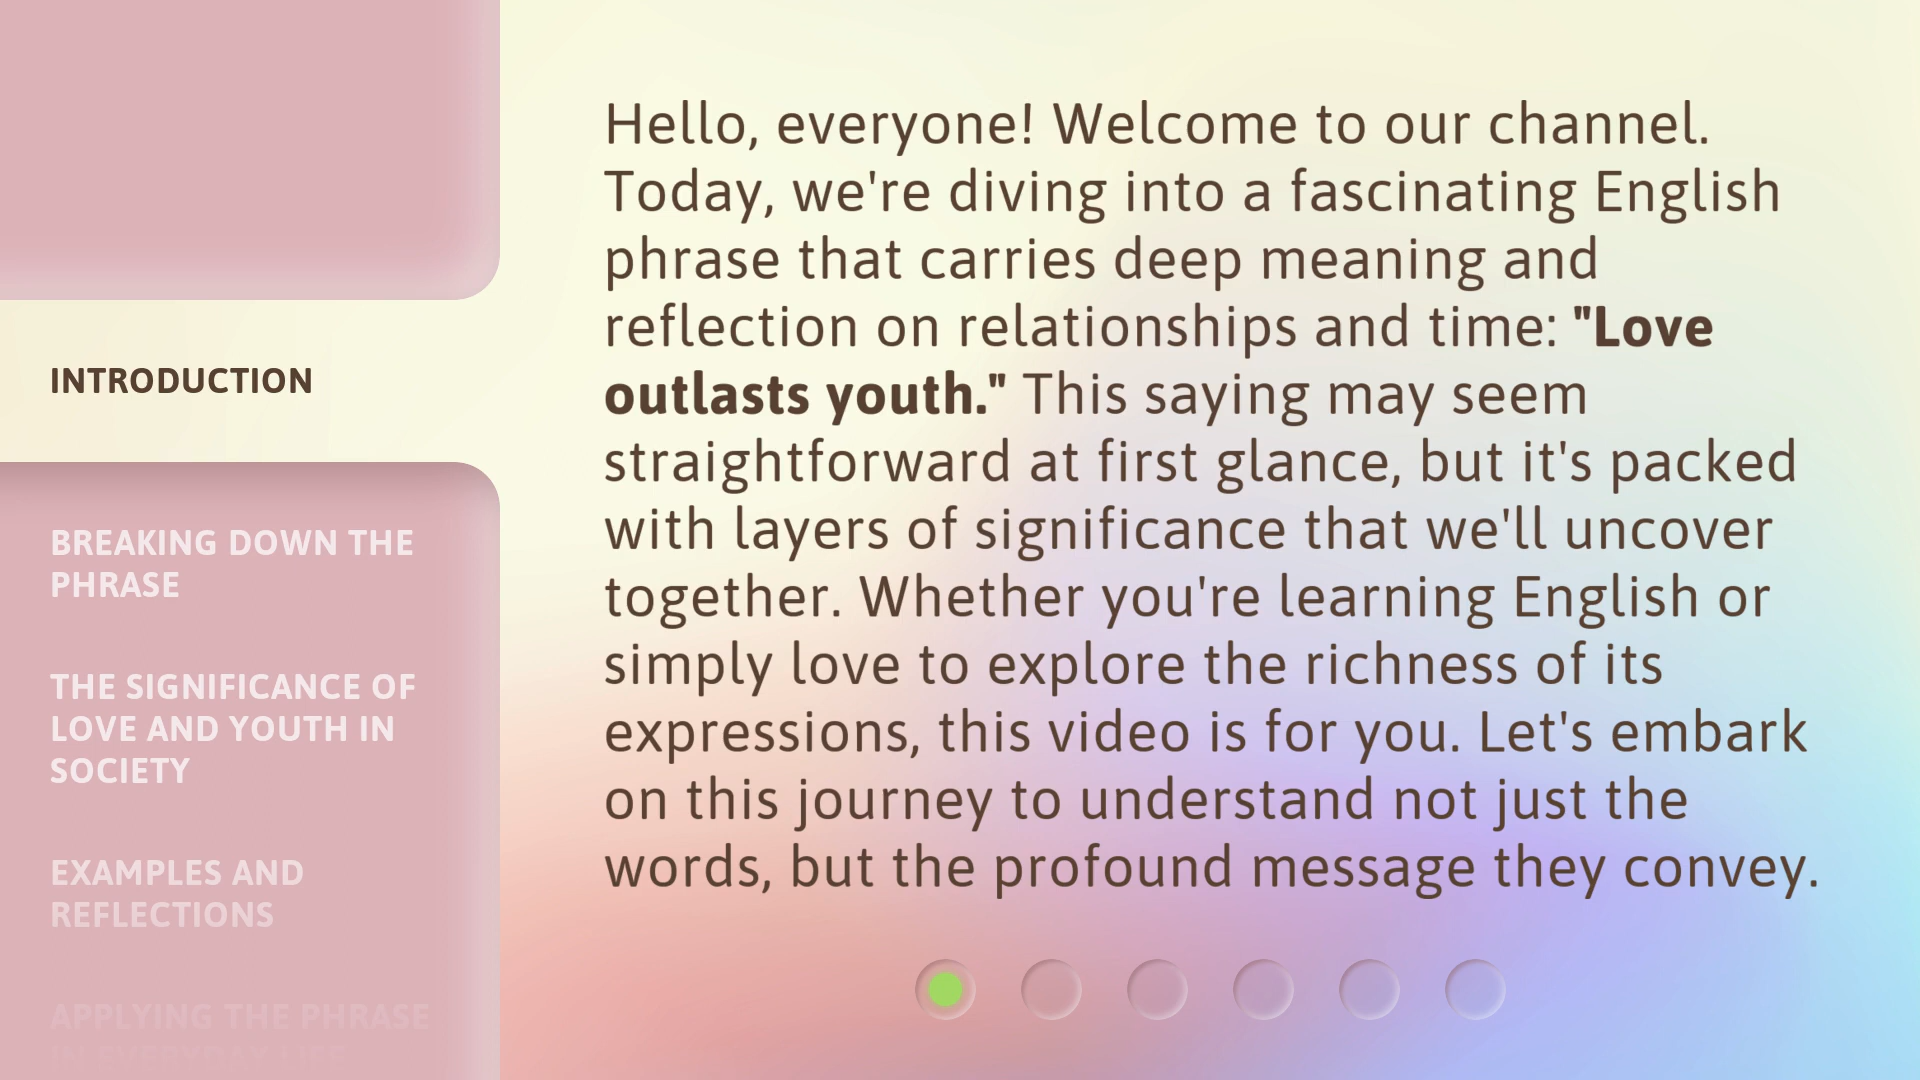 INTRODUCTION
BREAKING DOWN THE
PHRASE
THE SIGNIFICANCE OF
LOVE AND YOUTH IN
SOCIETY
EXAMPLES AND
REFLECTIONS
APPLYING THE PHRASE
IN EVERYDAY LIFE
Hello, everyone! Welcome to our channel.
Today, we're diving into a fascinating English
phrase that carries deep meaning and
reflection on relationships and time: "Love
outlasts youth." This saying may seem
straightforward at first glance, but it's packed
with layers of significance that we'll uncover
together. Whether you're learning English or
simply love to explore the richness of its
expressions, this video is for you. Let's embark
on this journey to understand not just the
words, but the profound message they convey.